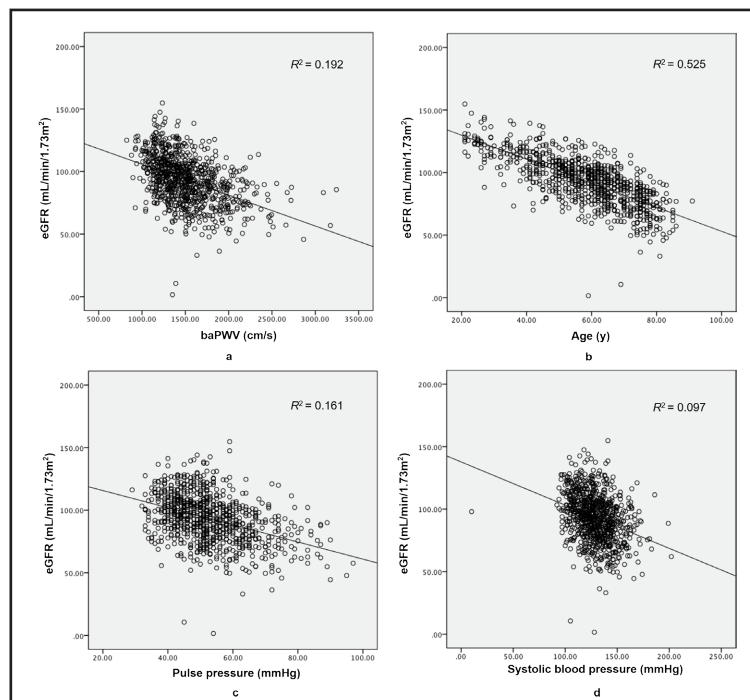 200.00
R² = 0.192
150.00
100.00
50.00
.00
eGFR (mL/min/1.73m²)
500.00 1000.00 1500.00 2000.00 2500.00 3000.00 3500.00
baPWV (cm/s)
a
200.00
R² = 0.525
150.00
100.00
50.00
.00
eGFR (mL/min/1.73m²)
20.00 40.00 60.00 80.00 100.00
Age (y)
b
200.00
R² = 0.161
150.00
100.00
50.00
.00
eGFR (mL/min/1.73m²)
20.00 40.00 60.00 80.00 100.00
Pulse pressure (mmHg)
c
200.00
R² = 0.097
150.00
100.00
50.00
.00
eGFR (mL/min/1.73m²)
.00 50.00 100.00 150.00 200.00 250.00
Systolic blood pressure (mmHg)
d